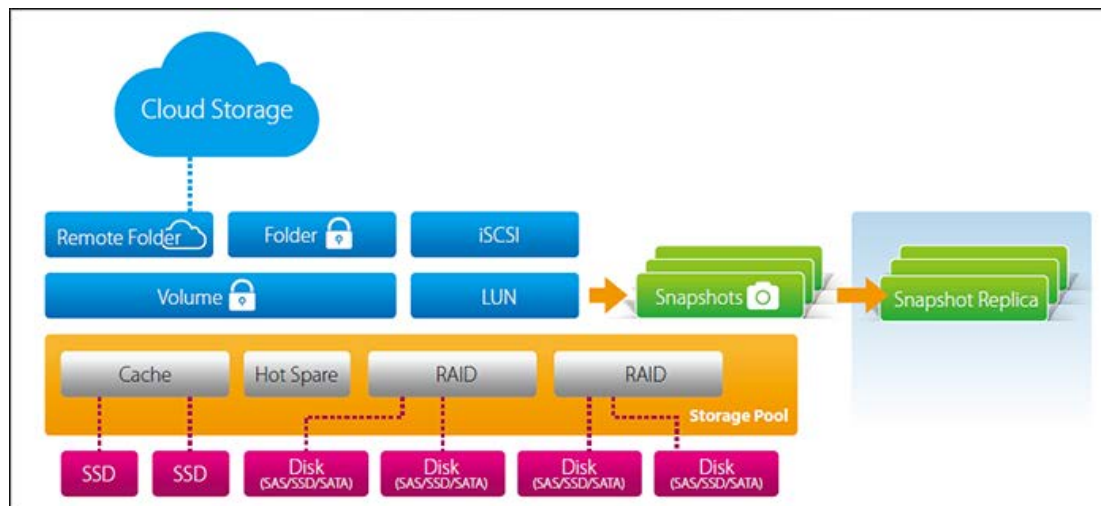 Cloud Storage
Remote Folder
Folder
iSCSI
Volume
LUN
Snapshots
Snapshot Replica
Cache
Hot Spare
RAID
RAID
Storage Pool
SSD
SSD
Disk
(SAS/SSD/SATA)
Disk
(SAS/SSD/SATA)
Disk
(SAS/SSD/SATA)
Disk
(SAS/SSD/SATA)